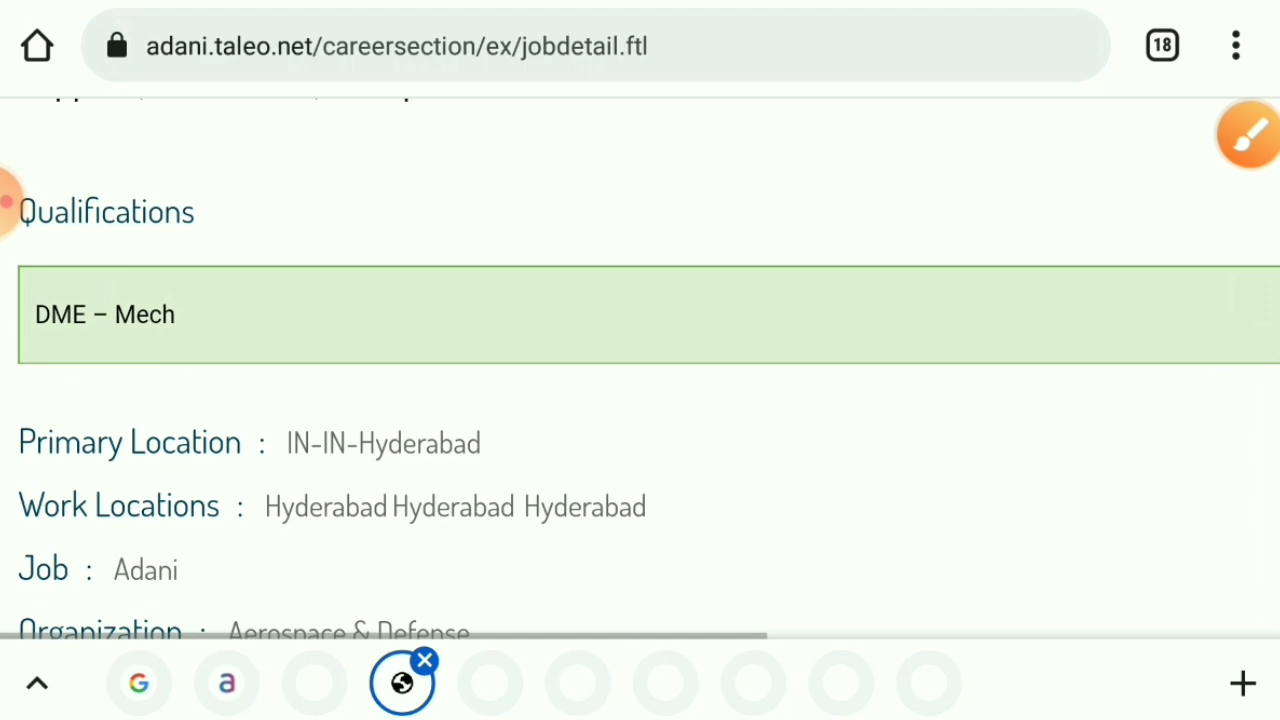 adani.taleo.net/careersection/ex/jobdetail.ftl
18
Qualifications
DME – Mech
Primary Location : IN-IN-Hyderabad
Work Locations : Hyderabad Hyderabad Hyderabad
Job : Adani
Organization : Aerospace & Defense
G a